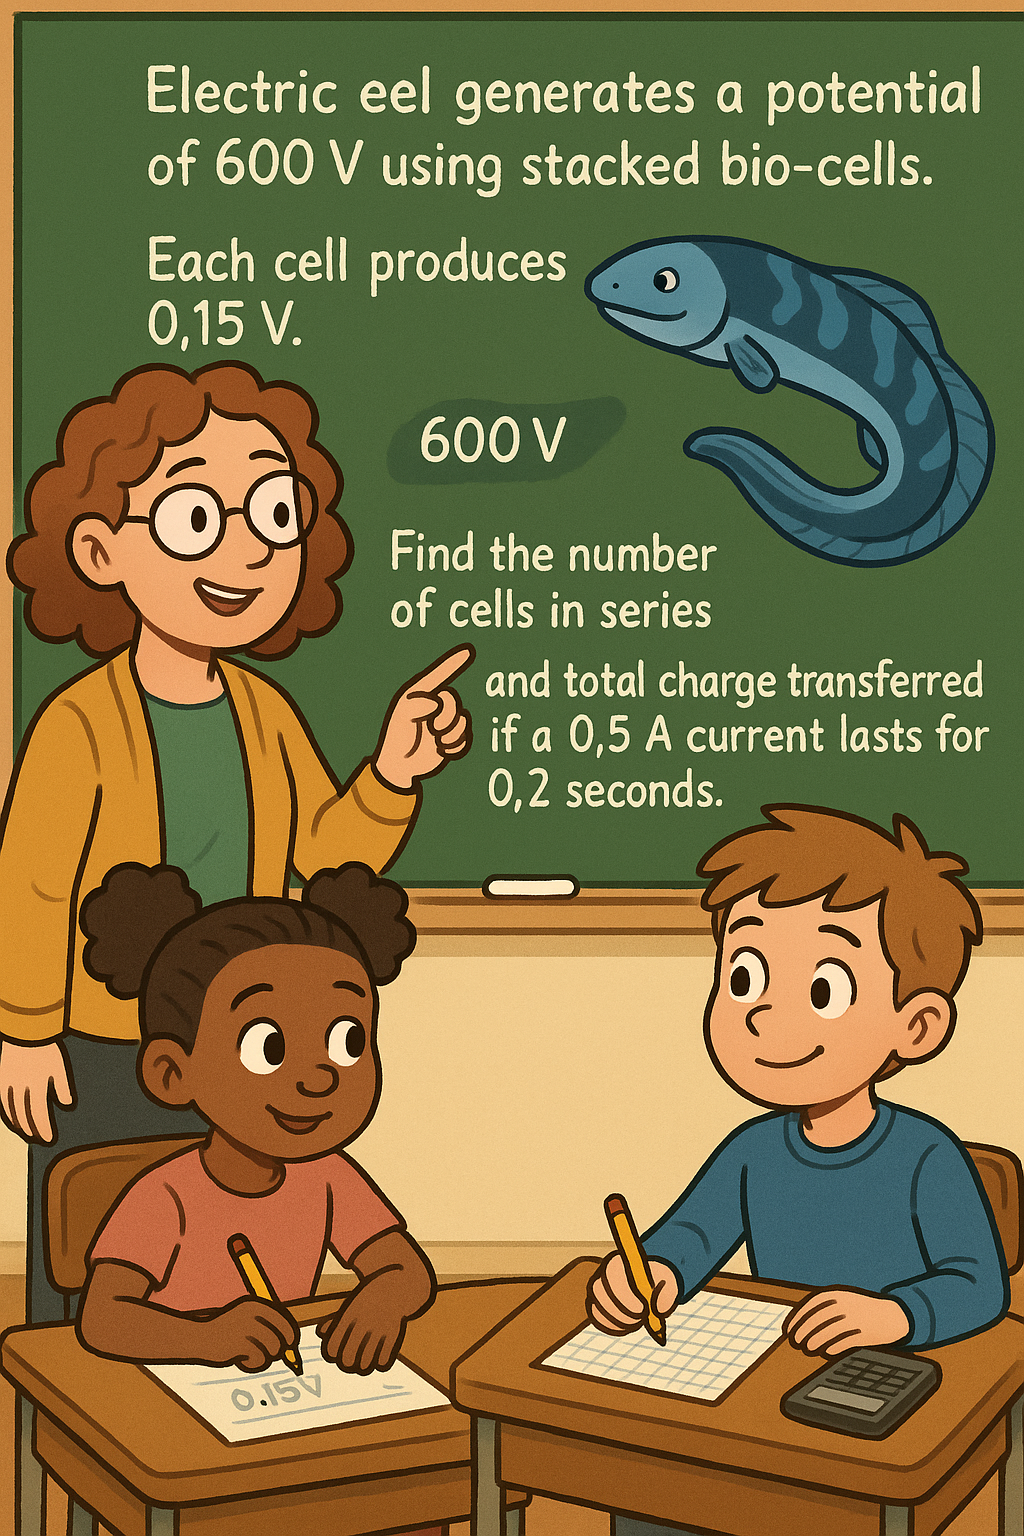 Electric eel generates a potential
of 600 V using stacked bio-cells.
Each cell produces
0,15 V.
600 V
Find the number
of cells in series
and total charge transferred
if a 0,5 A current lasts for
0,2 seconds.
0.15V